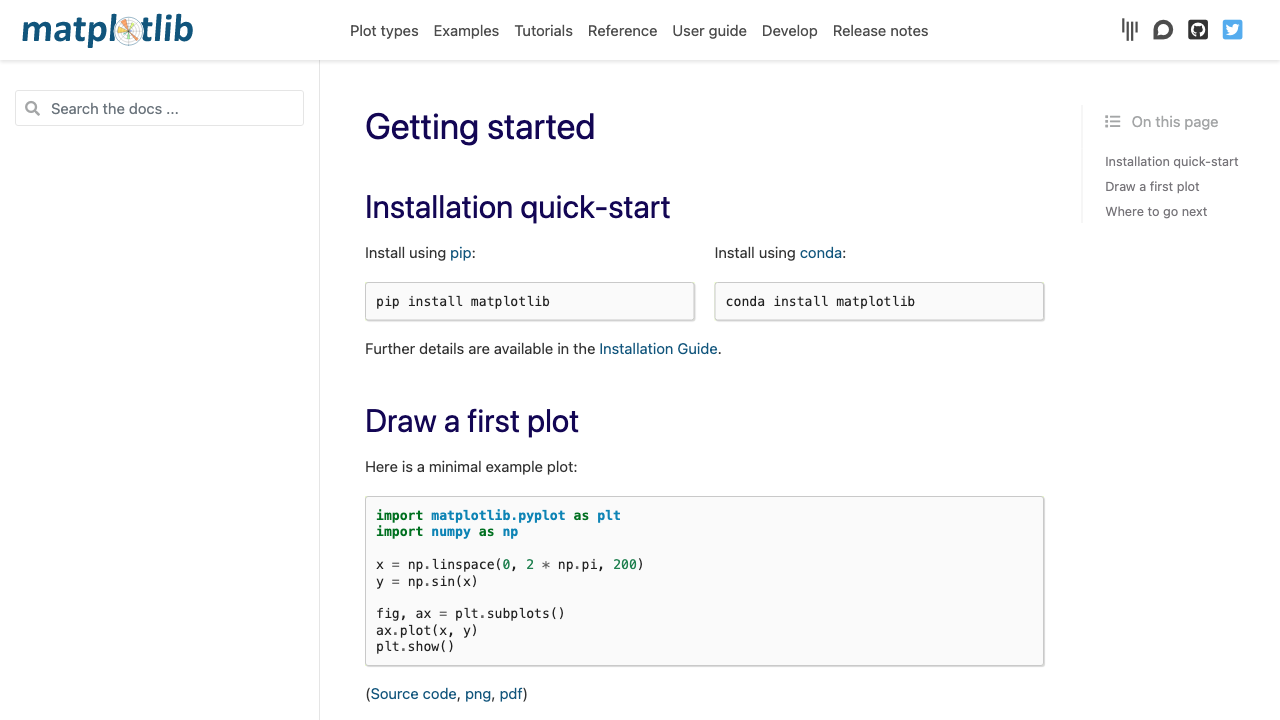 matplotlib
Plot types Examples Tutorials Reference User guide Develop Release notes
Search the docs ...
Getting started
Installation quick-start
Install using pip:
pip install matplotlib
Install using conda:
conda install matplotlib
Further details are available in the Installation Guide.
Draw a first plot
Here is a minimal example plot:
import matplotlib.pyplot as plt
import numpy as np
x = np.linspace(0, 2 * np.pi, 200)
y = np.sin(x)
fig, ax = plt.subplots()
ax.plot(x, y)
plt.show()
(Source code, png, pdf)
On this page
Installation quick-start
Draw a first plot
Where to go next